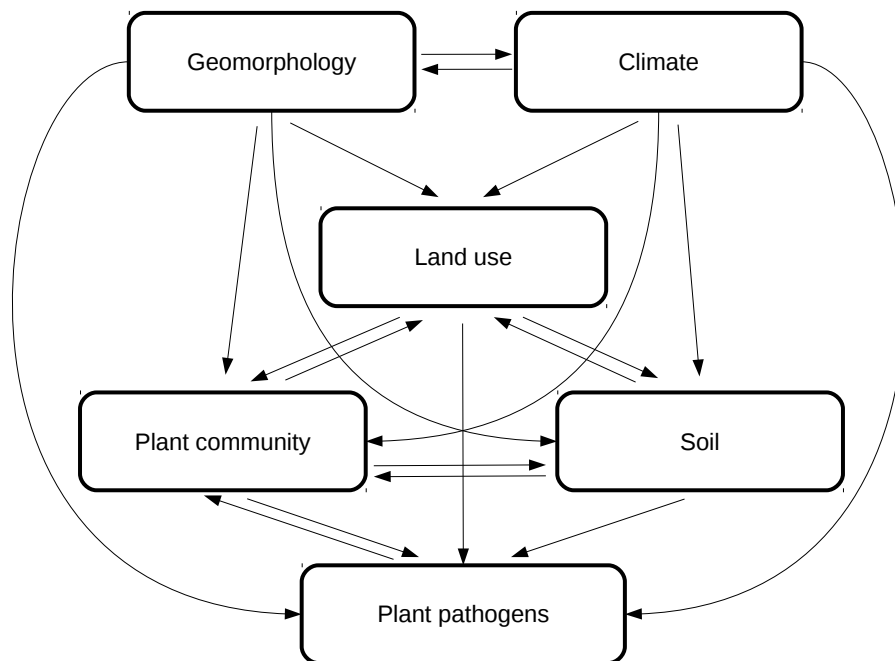 Geomorphology
Climate
Land use
Plant community
Soil
Plant pathogens